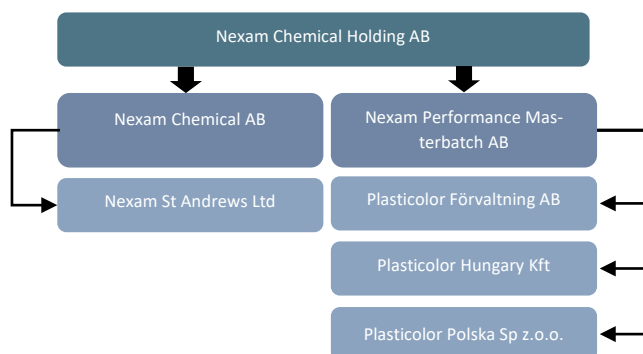 Nexam Chemical Holding AB
Nexam Chemical AB
Nexam Performance Mas-
terbatch AB
Nexam St Andrews Ltd
Plasticolor Förvaltning AB
Plasticolor Hungary Kft
Plasticolor Polska Sp z.o.o.